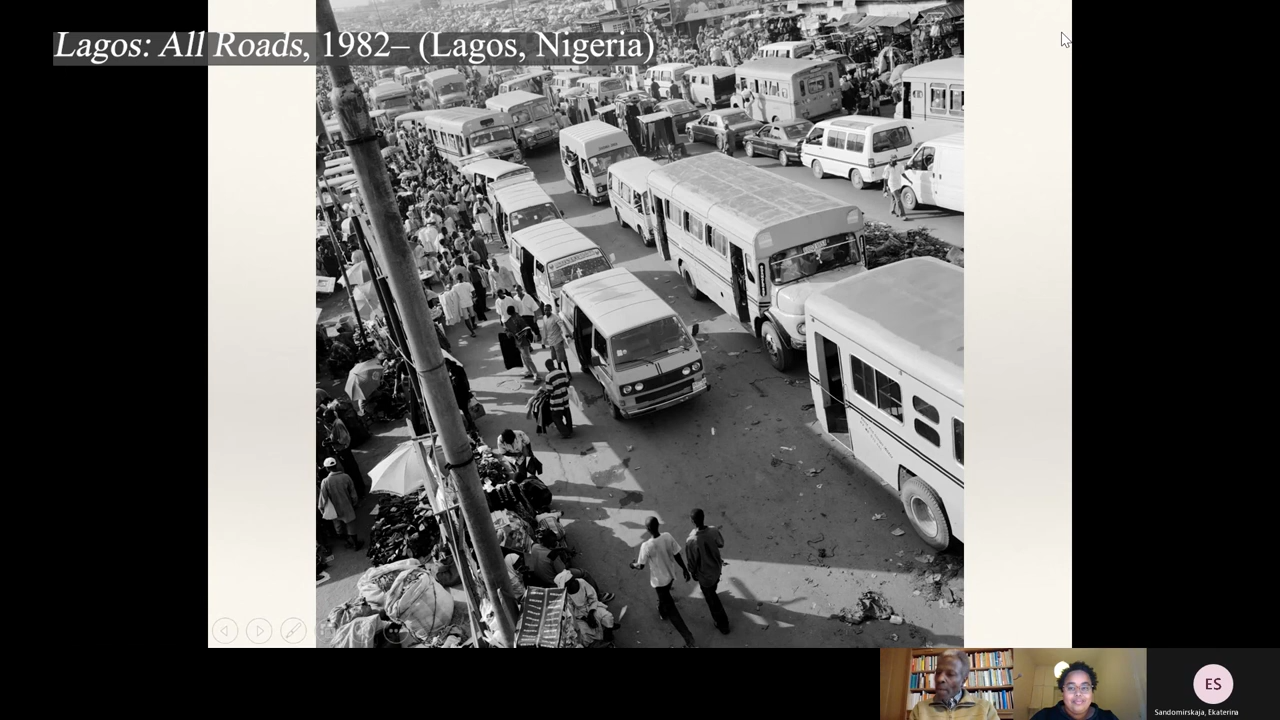 Lagos: All Roads, 1982– (Lagos, Nigeria)
ES
Sandomirskaja, Ekaterina